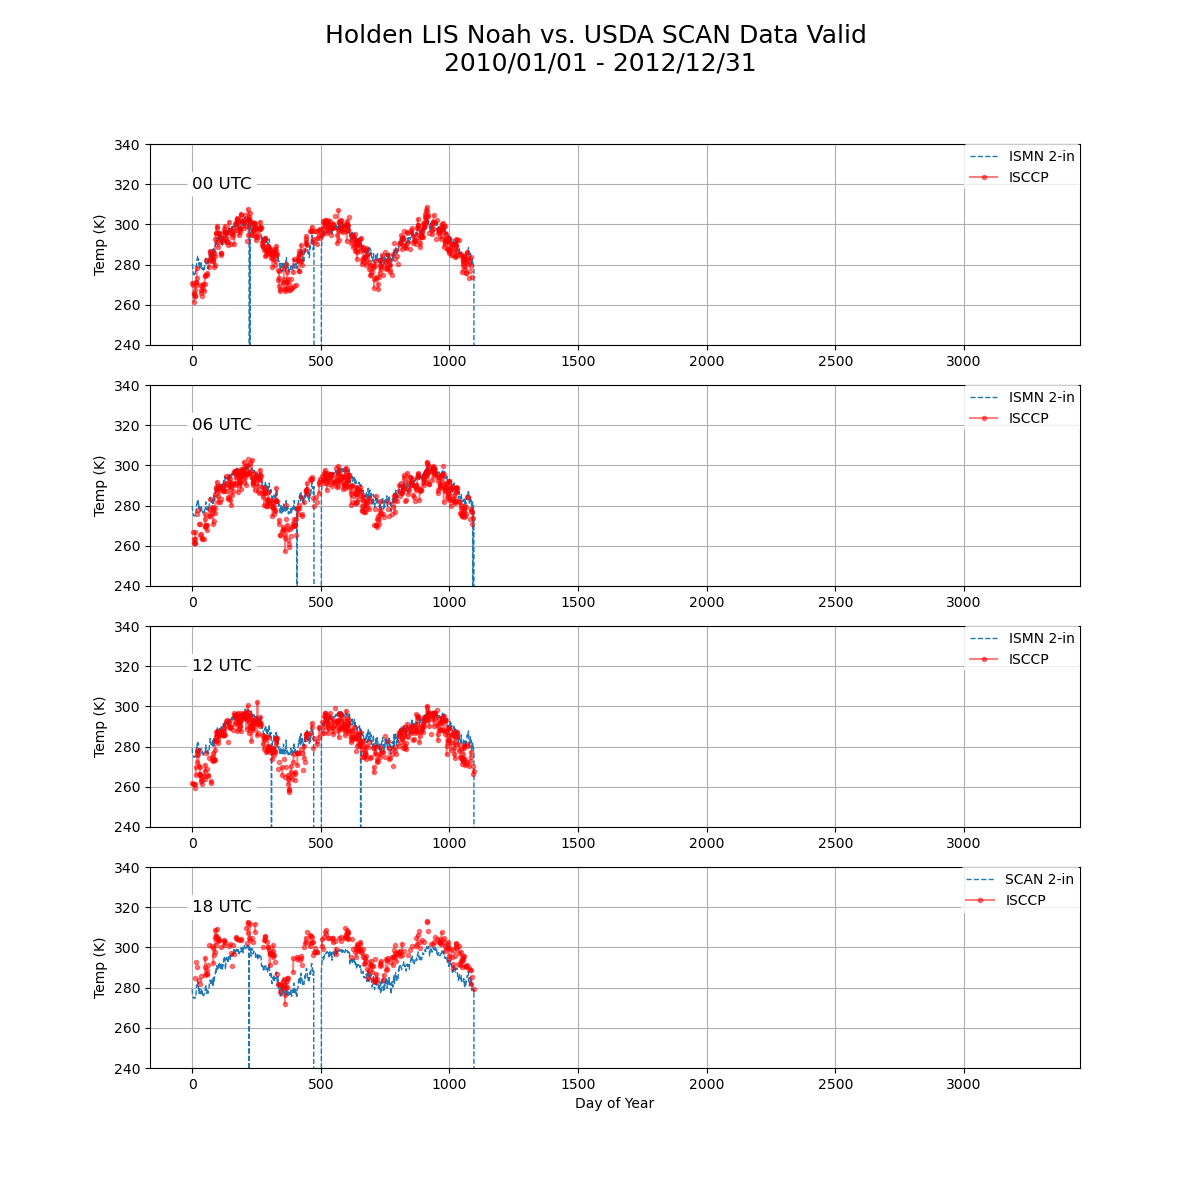 Holden LIS Noah vs. USDA SCAN Data Valid
2010/01/01 - 2012/12/31
340
320
300
280
260
240
Temp (K)
00 UTC
ISMN 2-in
ISCCP
0 500 1000 1500 2000 2500 3000
340
320
300
280
260
240
Temp (K)
06 UTC
ISMN 2-in
ISCCP
0 500 1000 1500 2000 2500 3000
340
320
300
280
260
240
Temp (K)
12 UTC
ISMN 2-in
ISCCP
0 500 1000 1500 2000 2500 3000
340
320
300
280
260
240
Temp (K)
18 UTC
SCAN 2-in
ISCCP
0 500 1000 1500 2000 2500 3000
Day of Year